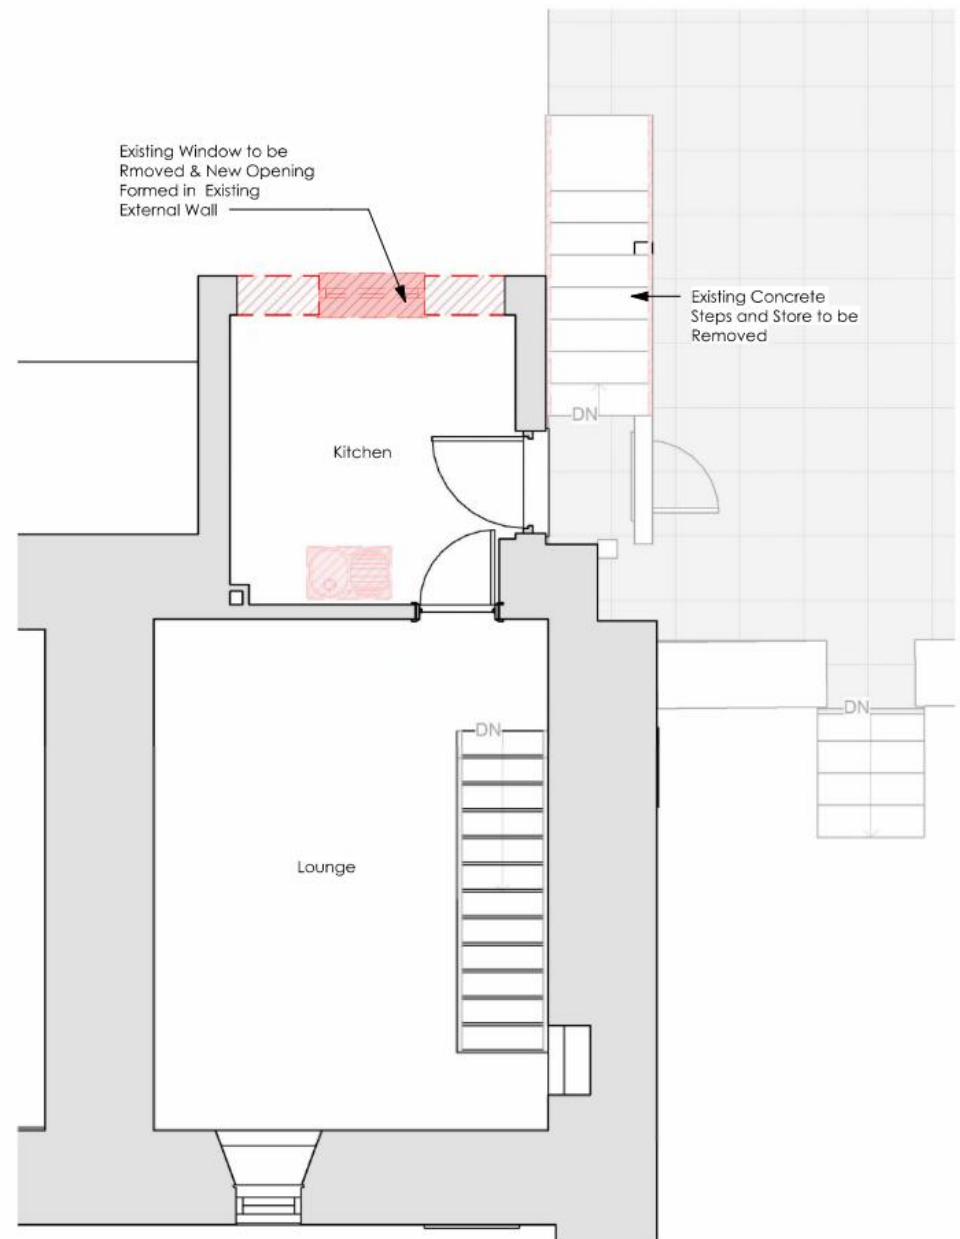 Existing Window to be
Rmoved & New Opening
Formed in Existing
External Wall
Existing Concrete
Steps and Store to be
Removed
DN
Kitchen
DN
DN
Lounge